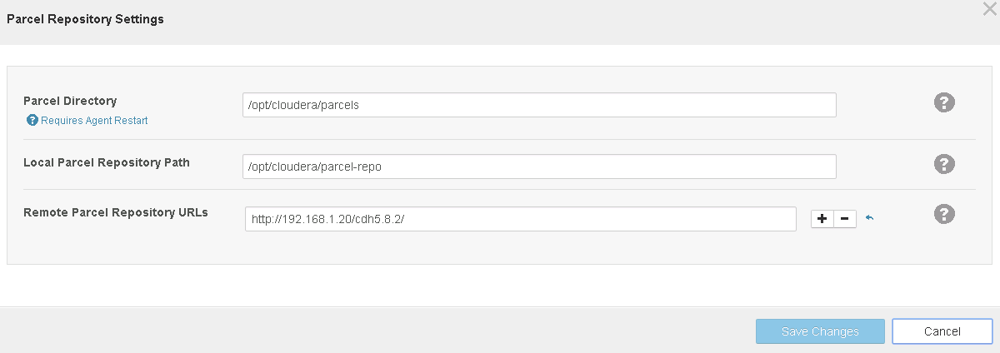 Parcel Repository Settings
Parcel Directory
/opt/cloudera/parcels
Requires Agent Restart
Local Parcel Repository Path
/opt/cloudera/parcel-repo
Remote Parcel Repository URLs
http://192.168.1.20/cdh5.8.2/
Save Changes
Cancel